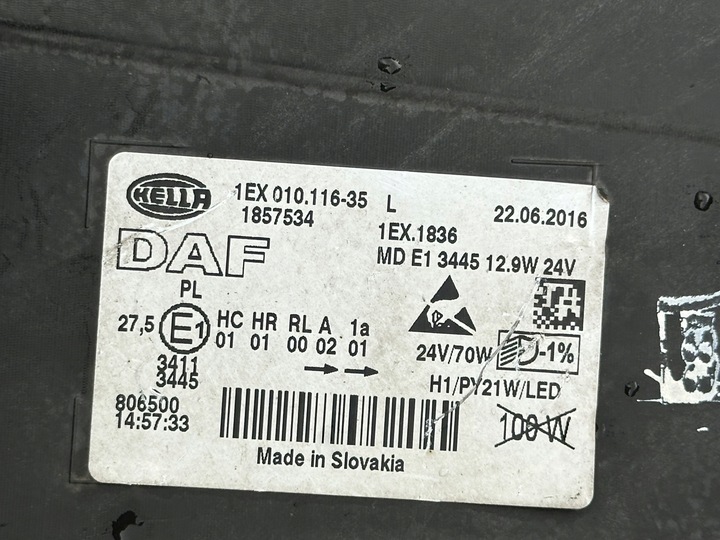 HELLA
1EX 010.116-35 L 22.06.2016
1857534
1EX.1836
DAF
MD E1 3445 12.9W 24V
PL
27,5 E1 HC HR RL A 1a
01 01 00 02 01
24V/70W -1%
3411
3445
H1/PY21W/LED
806500
14:57:33
100 W
Made in Slovakia